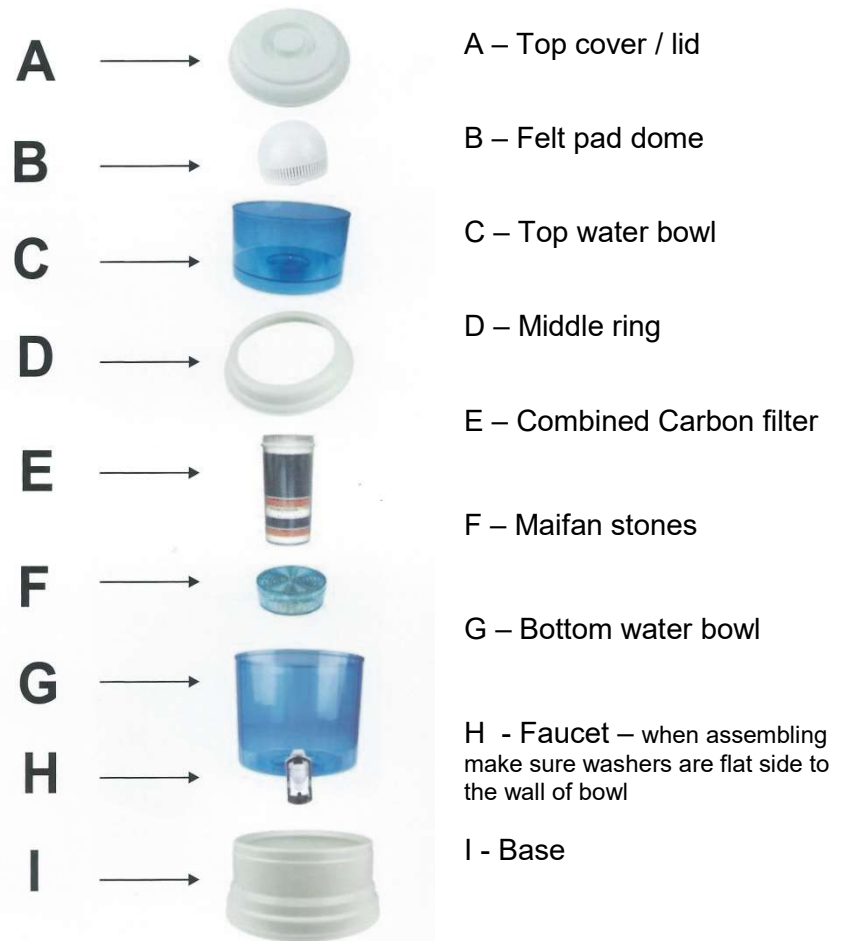 A
A – Top cover / lid
B
B – Felt pad dome
C
C – Top water bowl
D
D – Middle ring
E
E – Combined Carbon filter
F
F – Maifan stones
G
G – Bottom water bowl
H
H - Faucet – when assembling
make sure washers are flat side to
the wall of bowl
I
I - Base